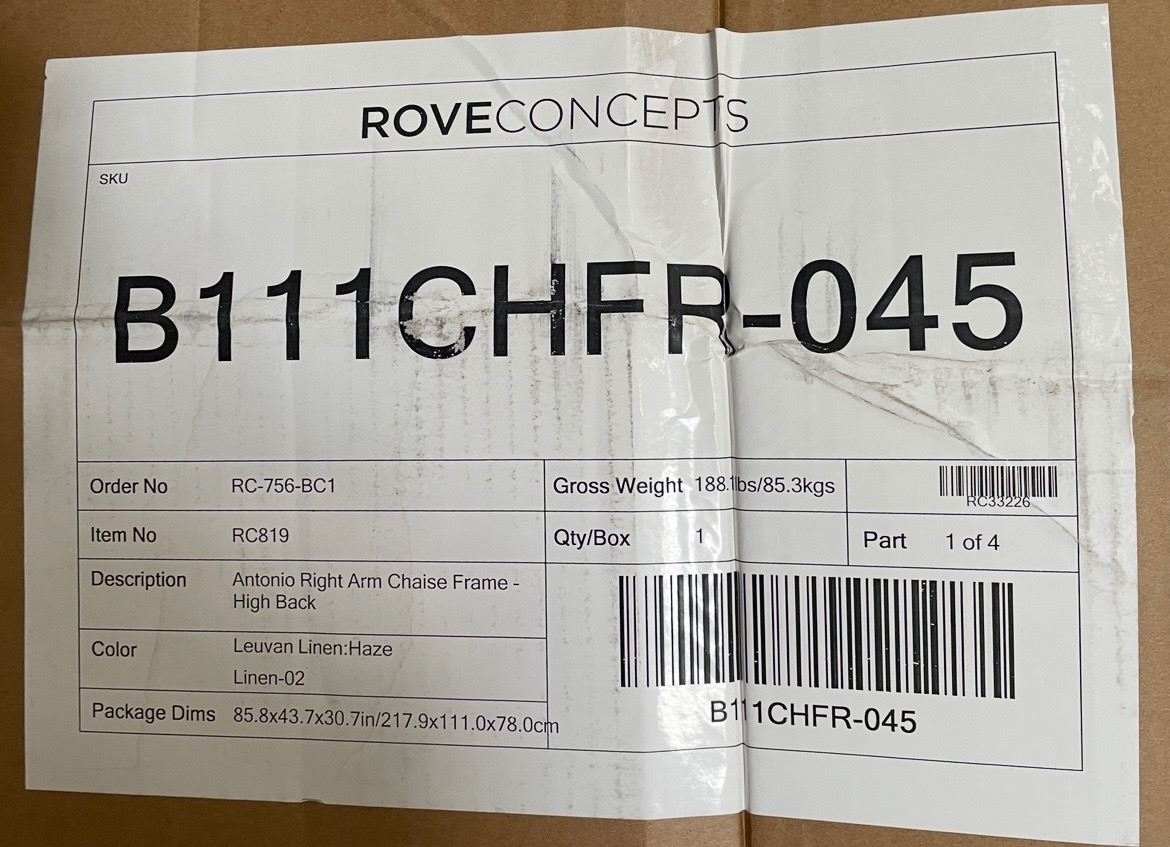 ROVECONCEPTS
SKU
B111CHFR-045
Order No RC-756-BC1 Gross Weight 188.1lbs/85.3kgs
RC33226
Item No RC819 Qty/Box 1 Part 1 of 4
Description Antonio Right Arm Chaise Frame -
High Back
Color Leuvan Linen:Haze
Linen-02
Package Dims 85.8x43.7x30.7in/217.9x111.0x78.0cm
B111CHFR-045